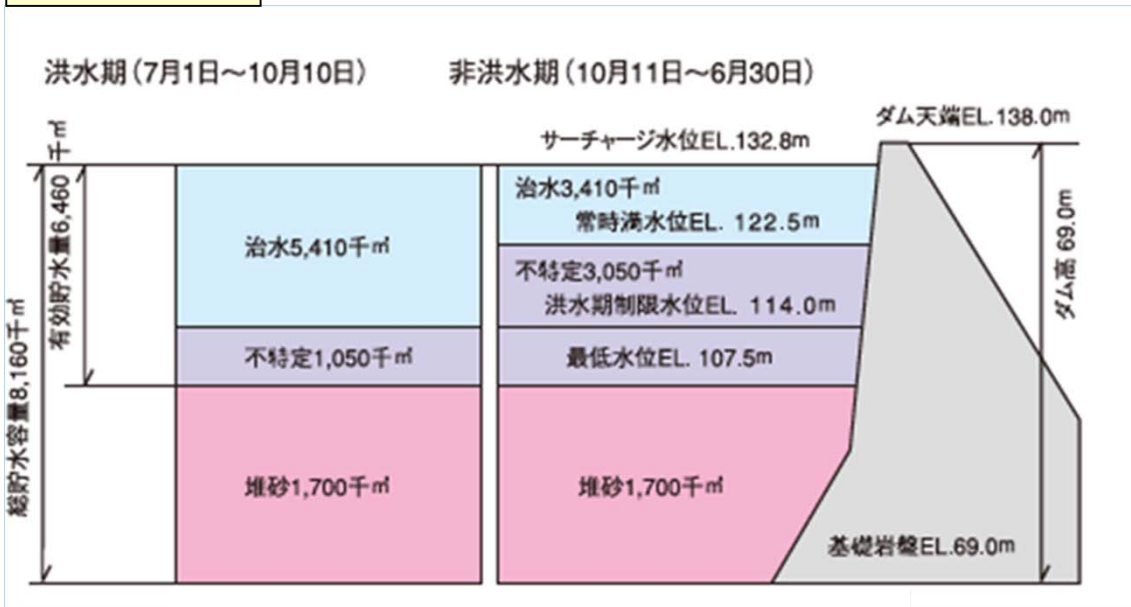 洪水期（7月1日～10月10日）
非洪水期（10月11日～6月30日）
ダム天端EL.138.0m
サーチャージ水位EL.132.8m
総貯水容量8,160千㎥
有効貯水量6,460千㎥
治水5,410千㎥
不特定1,050千㎥
堆砂1,700千㎥
治水3,410千㎥
常時満水位EL. 122.5m
不特定3,050千㎥
洪水期制限水位EL. 114.0m
最低水位EL. 107.5m
堆砂1,700千㎥
基礎岩盤EL.69.0m
ダム高 69.0m